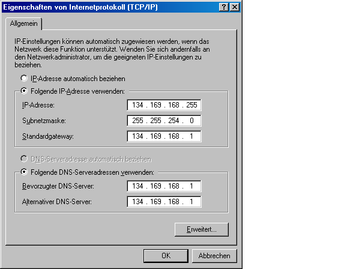 Eigenschaften von Internetprotokoll (TCP/IP)
Allgemein
IP-Einstellungen können automatisch zugewiesen werden, wenn das
Netzwerk diese Funktion unterstützt. Wenden Sie sich andernfalls an
den Netzwerkadministrator, um die geeigneten IP-Einstellungen zu
beziehen.
IP-Adresse automatisch beziehen
Folgende IP-Adresse verwenden:
IP-Adresse: 134 . 169 . 168 . 255
Subnetzmaske: 255 . 255 . 254 . 0
Standardgateway: 134 . 169 . 168 . 1
DNS-Serveradresse automatisch beziehen
Folgende DNS-Serveradressen verwenden:
Bevorzugter DNS-Server: 134 . 169 . 168 . 1
Alternativer DNS-Server: 134 . 169 . 168 . 1
Erweitert...
OK Abbrechen